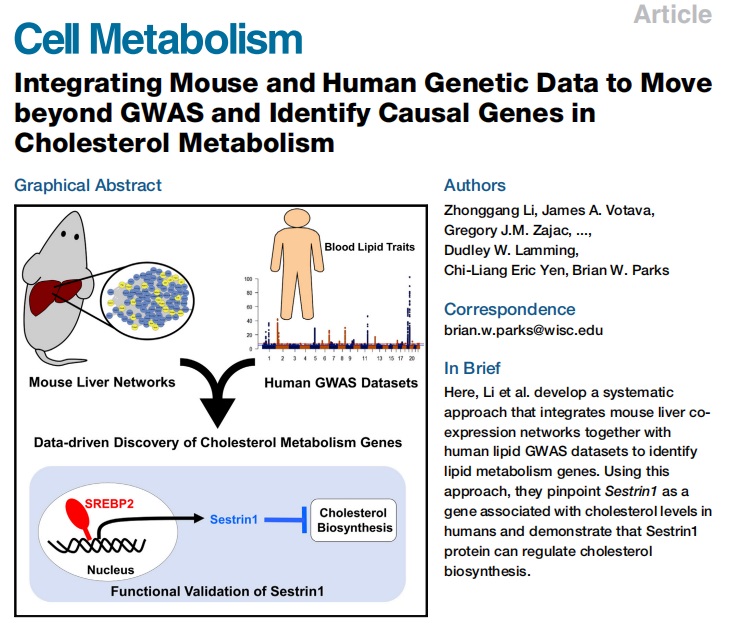 Article
Cell Metabolism
Integrating Mouse and Human Genetic Data to Move
beyond GWAS and Identify Causal Genes in
Cholesterol Metabolism
Graphical Abstract
Blood Lipid Traits
100
80
60
40
20
0
1 2 3 4 5 6 7 8 9 11 13 15 17 20
Mouse Liver Networks
Human GWAS Datasets
Data-driven Discovery of Cholesterol Metabolism Genes
SREBP2
Sestrin1
Cholesterol
Biosynthesis
Nucleus
Functional Validation of Sestrin1
Authors
Zhonggang Li, James A. Votava,
Gregory J.M. Zajac, ...,
Dudley W. Lamming,
Chi-Liang Eric Yen, Brian W. Parks
Correspondence
brian.w.parks@wisc.edu
In Brief
Here, Li et al. develop a systematic
approach that integrates mouse liver co-
expression networks together with
human lipid GWAS datasets to identify
lipid metabolism genes. Using this
approach, they pinpoint Sestrin1 as a
gene associated with cholesterol levels in
humans and demonstrate that Sestrin1
protein can regulate cholesterol
biosynthesis.